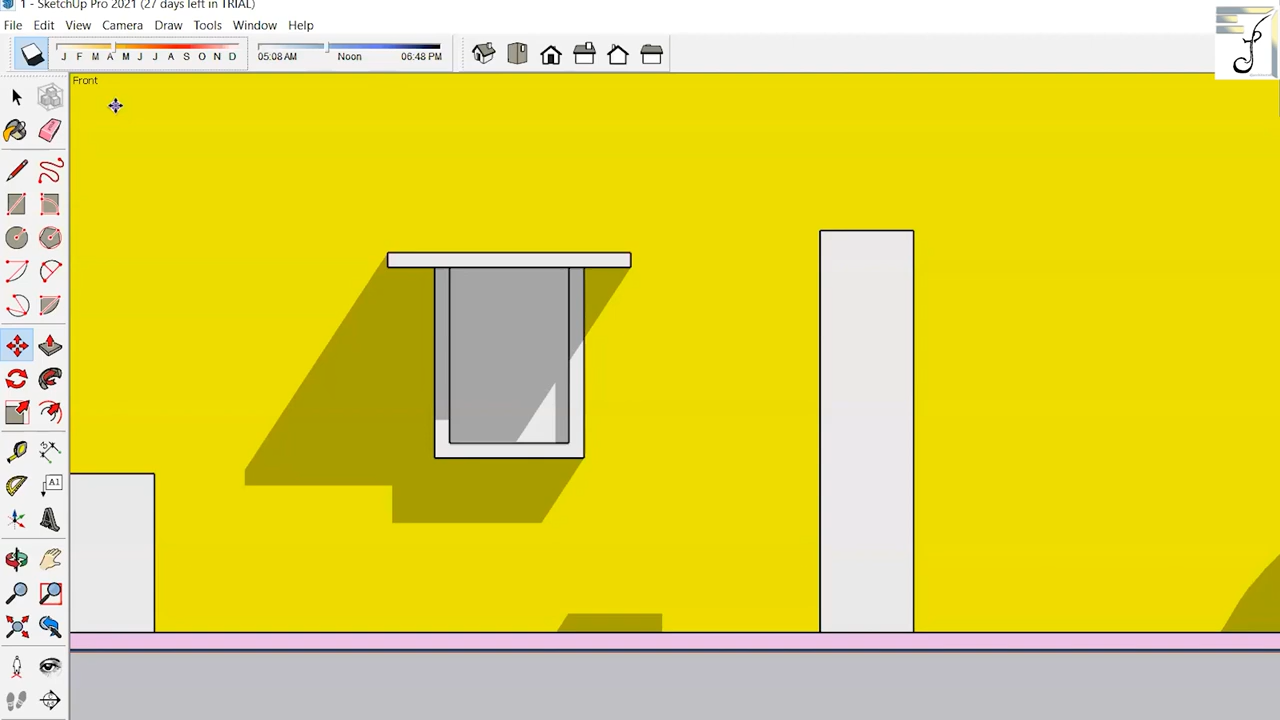 1 - SketchUp Pro 2021 (27 days left in TRIAL)
File Edit View Camera Draw Tools Window Help
J F M A M J J A S O N D
05:08 AM Noon 06:48 PM
Front
A1